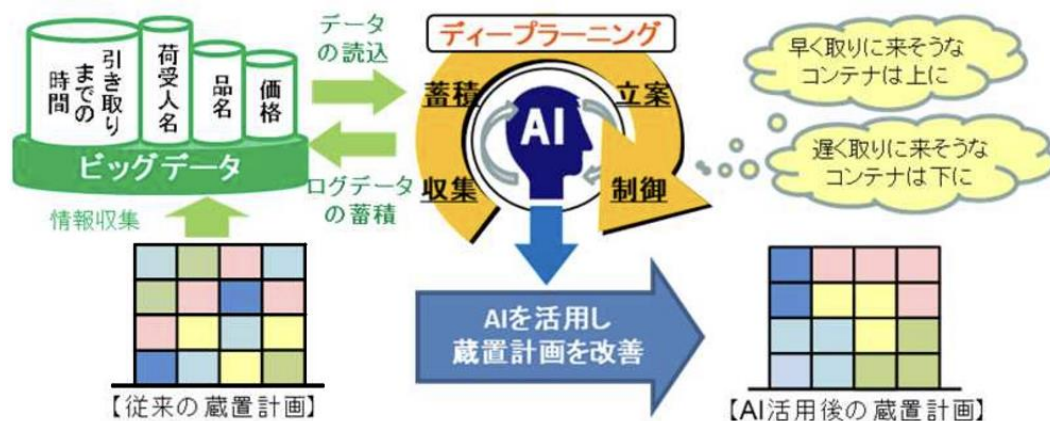 引き取り
までの
時間
荷受人名
品名
価格
ビッグデータ
情報収集
データ
の読込
ログデータ
の蓄積
ディープラーニング
蓄積
立案
AI
収集
制御
早く取りに来そうな
コンテナは上に
遅く取りに来そうな
コンテナは下に
AIを活用し
蔵置計画を改善
【従来の蔵置計画】
【AI活用後の蔵置計画】